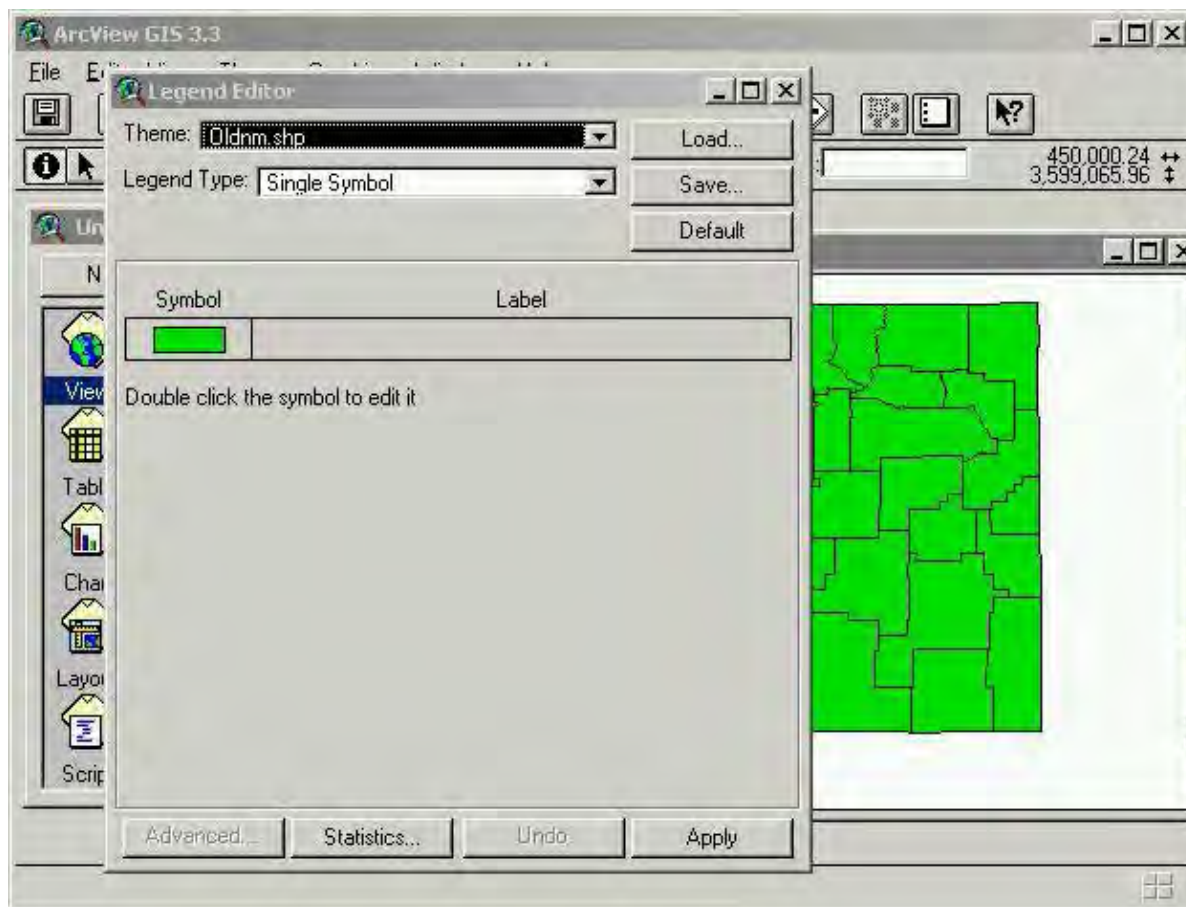 ArcView GIS 3.3
File
Legend Editor
Theme: Oldnm.shp
Load...
Legend Type: Single Symbol
Save...
Default
450,000.24
3,599,065.96
Un
N
Symbol
Label
View
Double click the symbol to edit it
Tabl
Char
Layou
Scrip
Advanced...
Statistics...
Undo
Apply